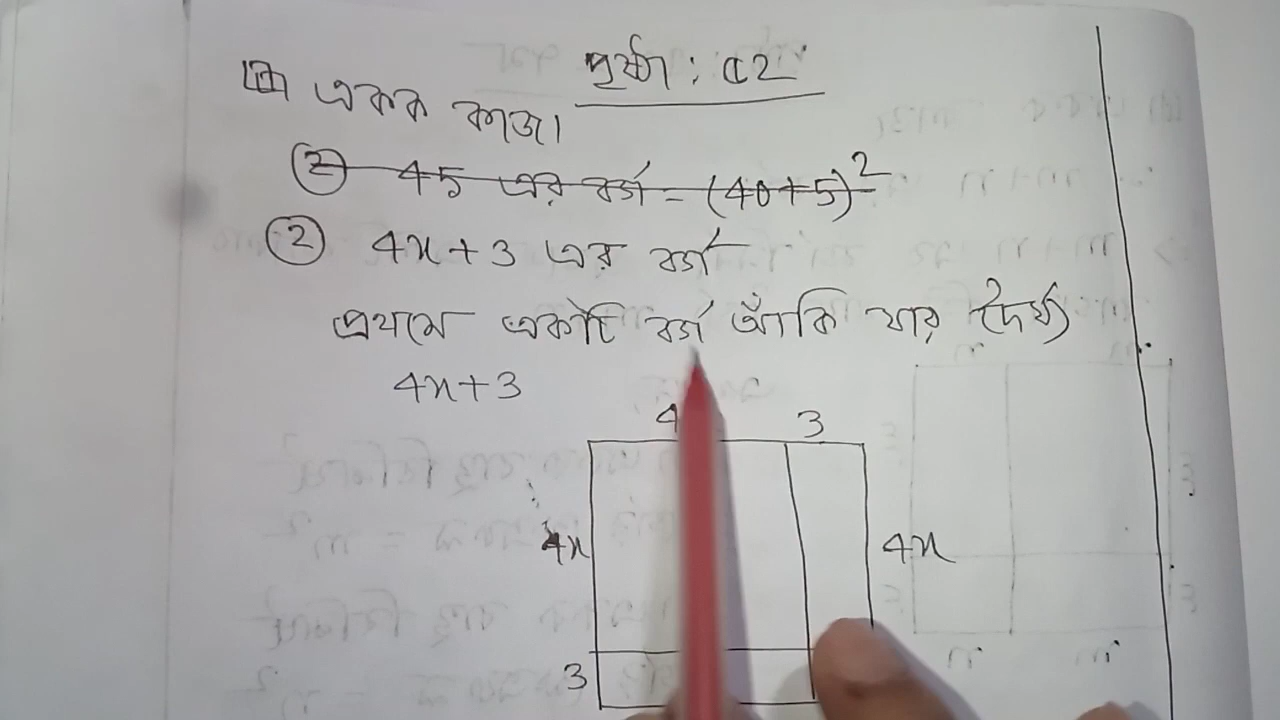 পৃষ্ঠা : ৫২
একক কাজ।
② 45 এর বর্গ = (40+5)²
② 4x+3 এর বর্গ
প্রথমে একটি বর্গ আঁকি যার দৈর্ঘ্য
4x+3
4 3
4x 4x
3